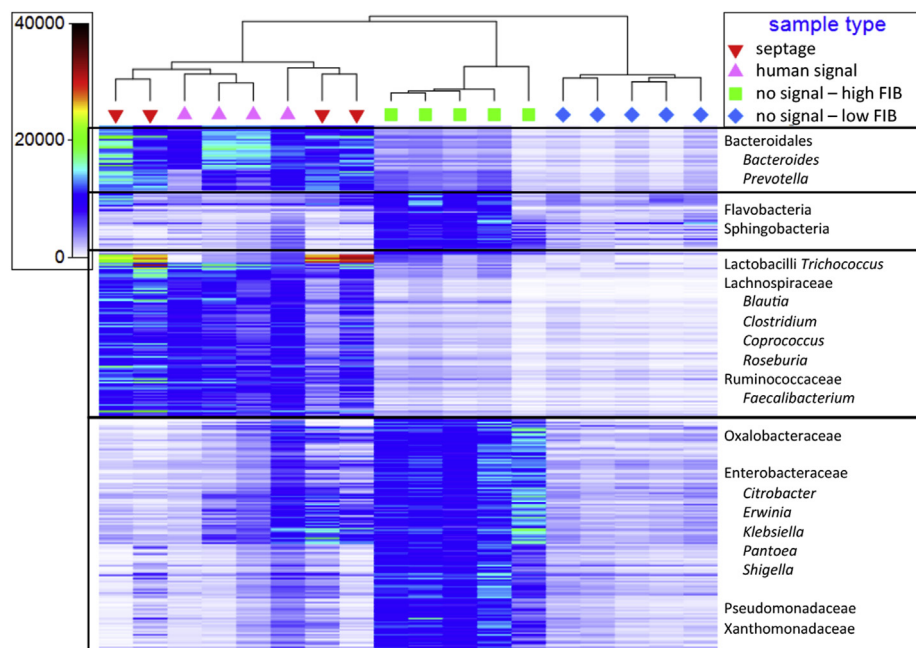 40000
20000
0
sample type
septage
human signal
no signal – high FIB
no signal – low FIB
Bacteroidales
Bacteroides
Prevotella
Flavobacteria
Sphingobacteria
Lactobacilli Trichococcus
Lachnospiraceae
Blautia
Clostridium
Coprococcus
Roseburia
Ruminococcaceae
Faecalibacterium
Oxalobacteraceae
Enterobacteraceae
Citrobacter
Erwinia
Klebsiella
Pantoea
Shigella
Pseudomonadaceae
Xanthomonadaceae